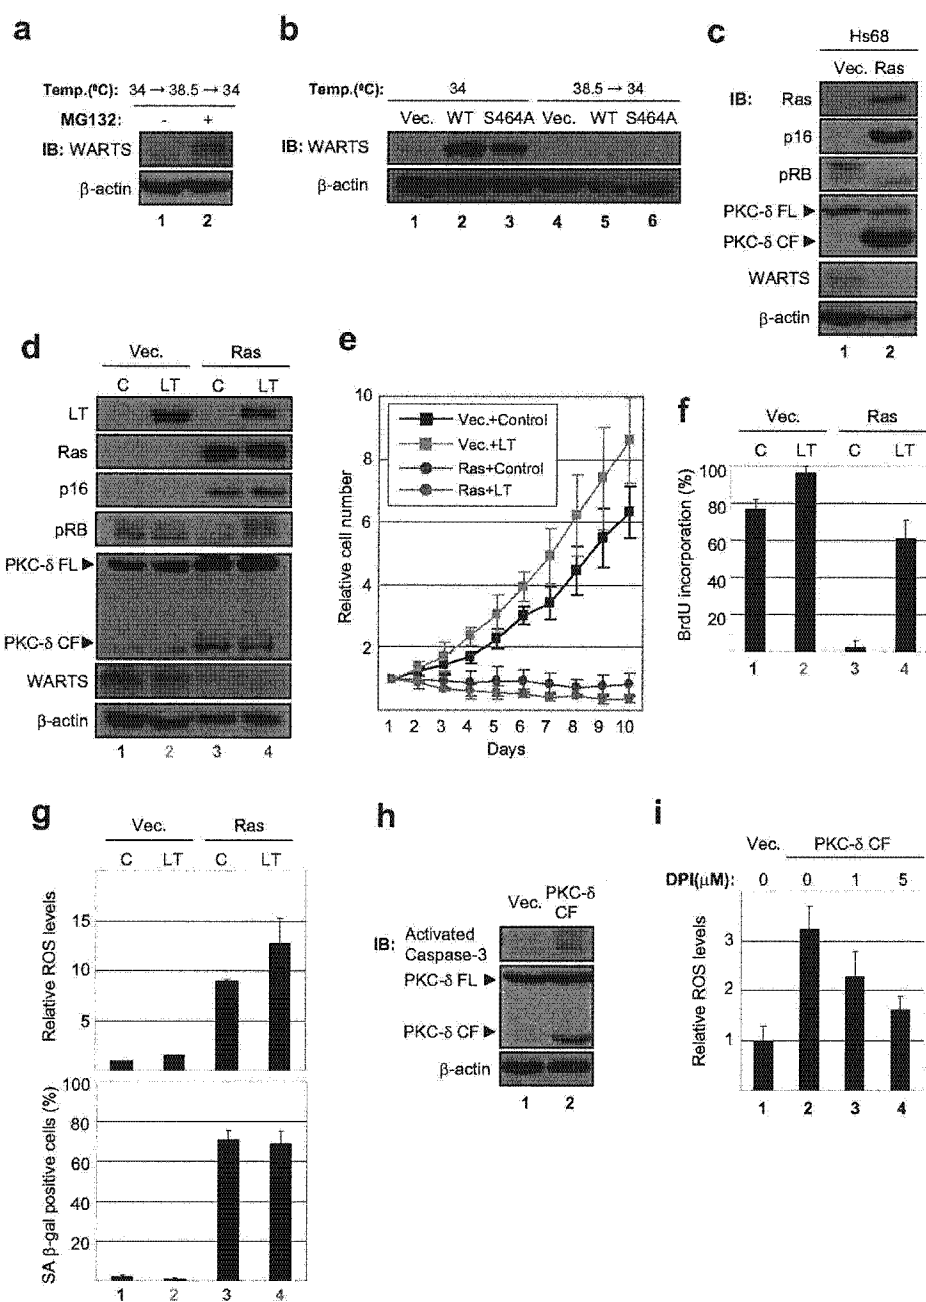 a
Temp.(ºC): 34 → 38.5 → 34
MG132: - +
IB: WARTS
β-actin
1 2
b
Temp.(ºC): 34 38.5 → 34
Vec. WT S464A Vec. WT S464A
IB: WARTS
β-actin
1 2 3 4 5 6
c
Hs68
Vec. Ras
IB: Ras
p16
pRB
PKC-δ FL
PKC-δ CF
WARTS
β-actin
1 2
d
Vec. Ras
C LT C LT
LT
Ras
p16
pRB
PKC-δ FL
PKC-δ CF
WARTS
β-actin
1 2 3 4
e
10
8
6
4
2
Relative cell number
Vec.+Control
Vec.+LT
Ras+Control
Ras+LT
1 2 3 4 5 6 7 8 9 10
Days
f
Vec. Ras
C LT C LT
100
80
60
40
20
BrdU incorporation (%)
1 2 3 4
g
Vec. Ras
C LT C LT
15
10
5
Relative ROS levels
100
80
60
40
20
SA β-gal positive cells (%)
1 2 3 4
h
Vec. PKC-δ
CF
IB: Activated
Caspase-3
PKC-δ FL
PKC-δ CF
β-actin
1 2
i
Vec. PKC-δ CF
DPI(μM): 0 0 1 5
3
2
1
Relative ROS levels
1 2 3 4